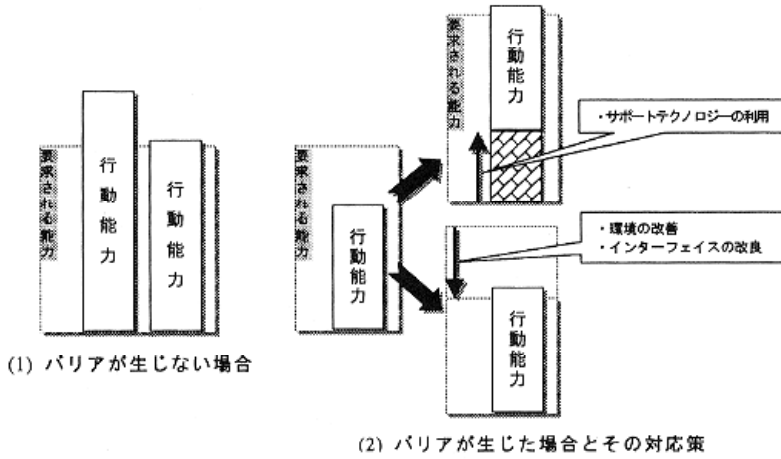 要求される能力
行動能力
行動能力
(1) バリアが生じない場合
要求される能力
行動能力
要求される能力
行動能力
・サポートテクノロジーの利用
・環境の改善
・インターフェイスの改良
行動能力
(2) バリアが生じた場合とその対応策